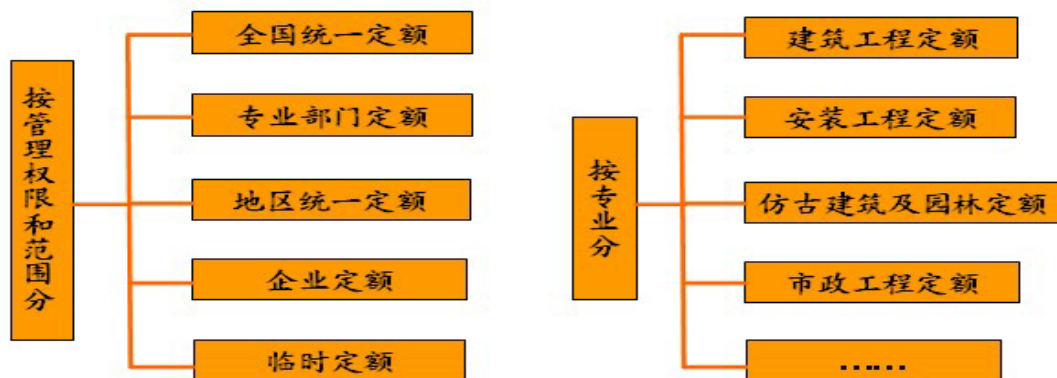 按管理权限和范围分
全国统一定额
专业部门定额
地区统一定额
企业定额
临时定额
按专业分
建筑工程定额
安装工程定额
仿古建筑及园林定额
市政工程定额
……